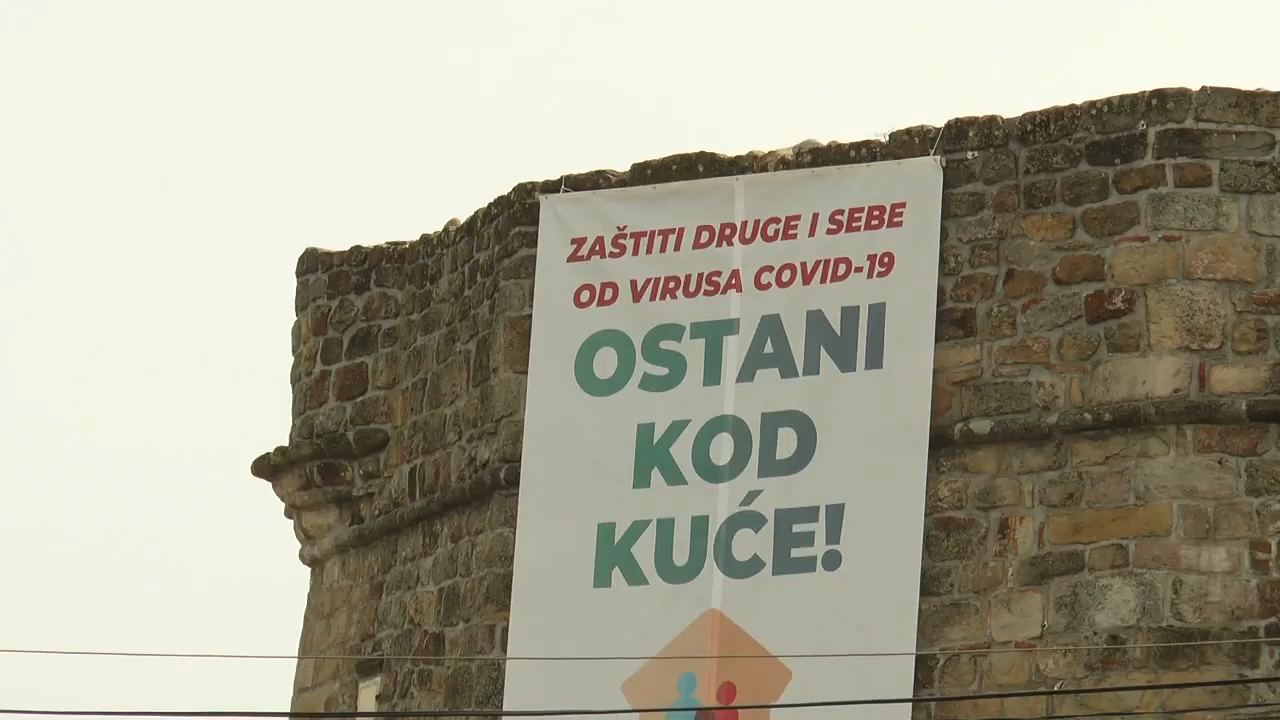 ZAŠTITI DRUGE I SEBE
OD VIRUSA COVID-19
OSTANI
KOD
KUĆE!